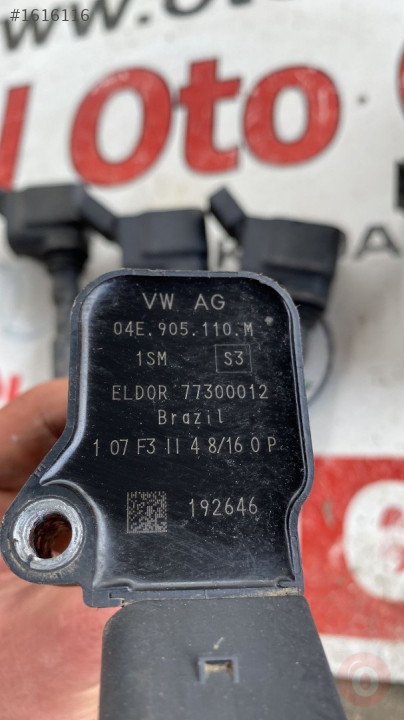 #1616116
Oto
VW AG
04E.905.110.M
1SM S3
ELDOR 77300012
Brazil
1 07 F3 II 4 8/16 0 P
192646